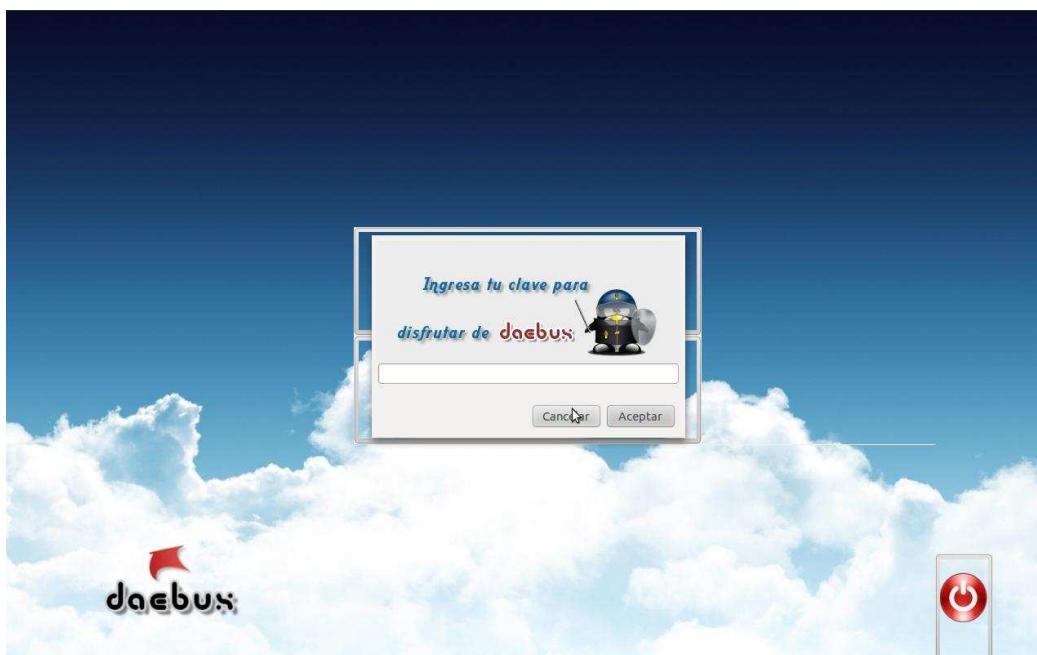 Ingresa tu clave para
disfrutar de daebux
Cancelar Aceptar
daebux